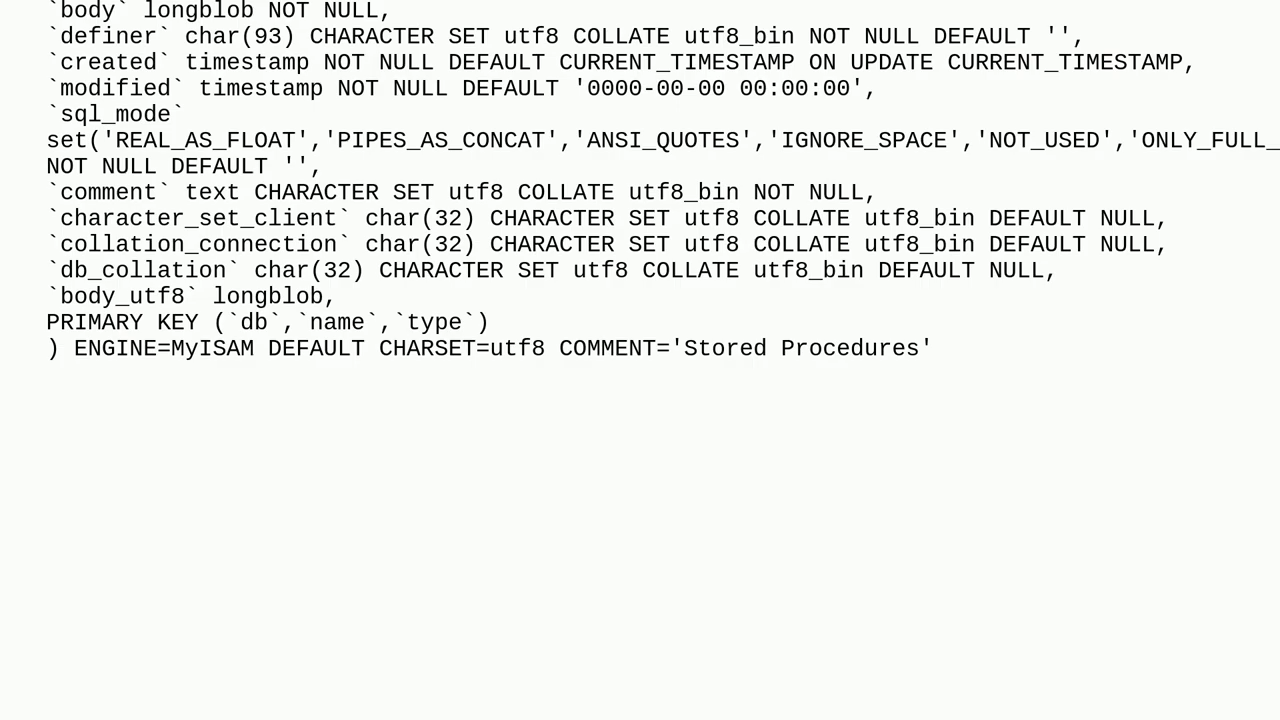 `body` longblob NOT NULL,
`definer` char(93) CHARACTER SET utf8 COLLATE utf8_bin NOT NULL DEFAULT '',
`created` timestamp NOT NULL DEFAULT CURRENT_TIMESTAMP ON UPDATE CURRENT_TIMESTAMP,
`modified` timestamp NOT NULL DEFAULT '0000-00-00 00:00:00',
`sql_mode`
set('REAL_AS_FLOAT','PIPES_AS_CONCAT','ANSI_QUOTES','IGNORE_SPACE','NOT_USED','ONLY_FULL_
NOT NULL DEFAULT '',
`comment` text CHARACTER SET utf8 COLLATE utf8_bin NOT NULL,
`character_set_client` char(32) CHARACTER SET utf8 COLLATE utf8_bin DEFAULT NULL,
`collation_connection` char(32) CHARACTER SET utf8 COLLATE utf8_bin DEFAULT NULL,
`db_collation` char(32) CHARACTER SET utf8 COLLATE utf8_bin DEFAULT NULL,
`body_utf8` longblob,
PRIMARY KEY (`db`,`name`,`type`)
) ENGINE=MyISAM DEFAULT CHARSET=utf8 COMMENT='Stored Procedures'